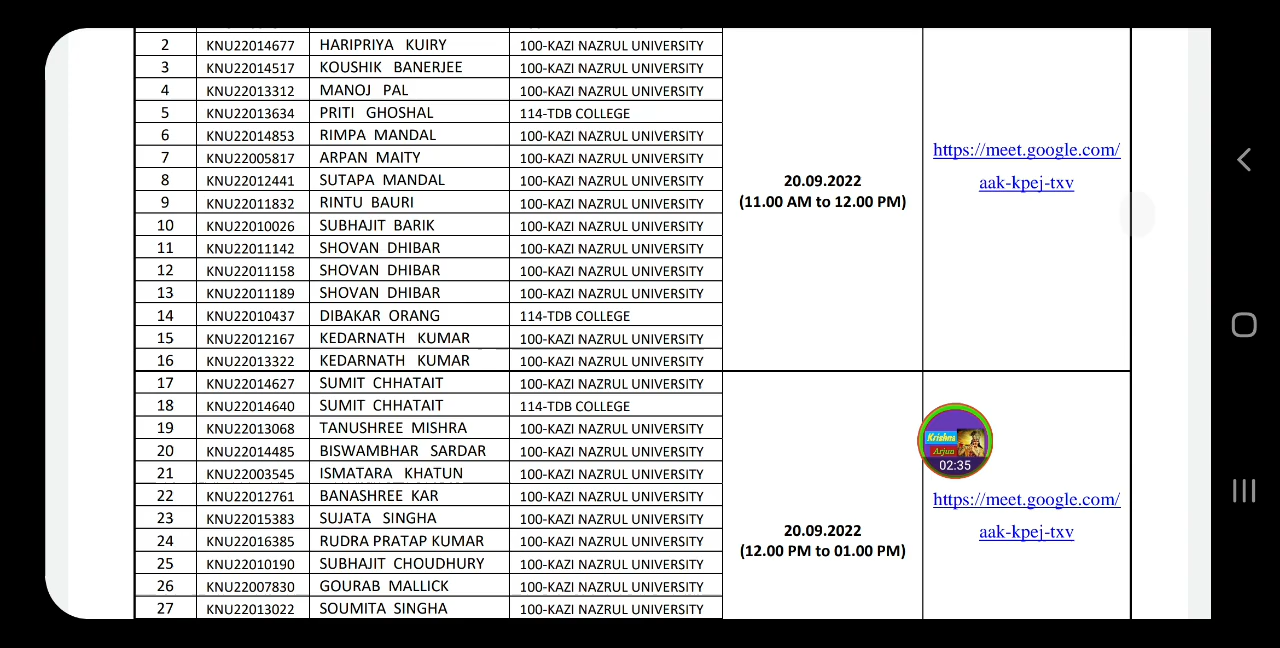 2 KNU22014677 HARIPRIYA KUIRY 100-KAZI NAZRUL UNIVERSITY
3 KNU22014517 KOUSHIK BANERJEE 100-KAZI NAZRUL UNIVERSITY
4 KNU22013312 MANOJ PAL 100-KAZI NAZRUL UNIVERSITY
5 KNU22013634 PRITI GHOSHAL 114-TDB COLLEGE
6 KNU22014853 RIMPA MANDAL 100-KAZI NAZRUL UNIVERSITY
7 KNU22005817 ARPAN MAITY 100-KAZI NAZRUL UNIVERSITY
8 KNU22012441 SUTAPA MANDAL 100-KAZI NAZRUL UNIVERSITY
9 KNU22011832 RINTU BAURI 100-KAZI NAZRUL UNIVERSITY
10 KNU22010026 SUBHAJIT BARIK 100-KAZI NAZRUL UNIVERSITY
11 KNU22011142 SHOVAN DHIBAR 100-KAZI NAZRUL UNIVERSITY
12 KNU22011158 SHOVAN DHIBAR 100-KAZI NAZRUL UNIVERSITY
13 KNU22011189 SHOVAN DHIBAR 100-KAZI NAZRUL UNIVERSITY
14 KNU22010437 DIBAKAR ORANG 114-TDB COLLEGE
15 KNU22012167 KEDARNATH KUMAR 100-KAZI NAZRUL UNIVERSITY
16 KNU22013322 KEDARNATH KUMAR 100-KAZI NAZRUL UNIVERSITY
20.09.2022
(11.00 AM to 12.00 PM)
https://meet.google.com/
aak-kpej-txv
17 KNU22014627 SUMIT CHHATAIT 100-KAZI NAZRUL UNIVERSITY
18 KNU22014640 SUMIT CHHATAIT 114-TDB COLLEGE
19 KNU22013068 TANUSHREE MISHRA 100-KAZI NAZRUL UNIVERSITY
20 KNU22014485 BISWAMBHAR SARDAR 100-KAZI NAZRUL UNIVERSITY
21 KNU22003545 ISMATARA KHATUN 100-KAZI NAZRUL UNIVERSITY
22 KNU22012761 BANASHREE KAR 100-KAZI NAZRUL UNIVERSITY
23 KNU22015383 SUJATA SINGHA 100-KAZI NAZRUL UNIVERSITY
24 KNU22016385 RUDRA PRATAP KUMAR 100-KAZI NAZRUL UNIVERSITY
25 KNU22010190 SUBHAJIT CHOUDHURY 100-KAZI NAZRUL UNIVERSITY
26 KNU22007830 GOURAB MALLICK 100-KAZI NAZRUL UNIVERSITY
27 KNU22013022 SOUMITA SINGHA 100-KAZI NAZRUL UNIVERSITY
20.09.2022
(12.00 PM to 01.00 PM)
Krishna
Arjun
02:35
https://meet.google.com/
aak-kpej-txv